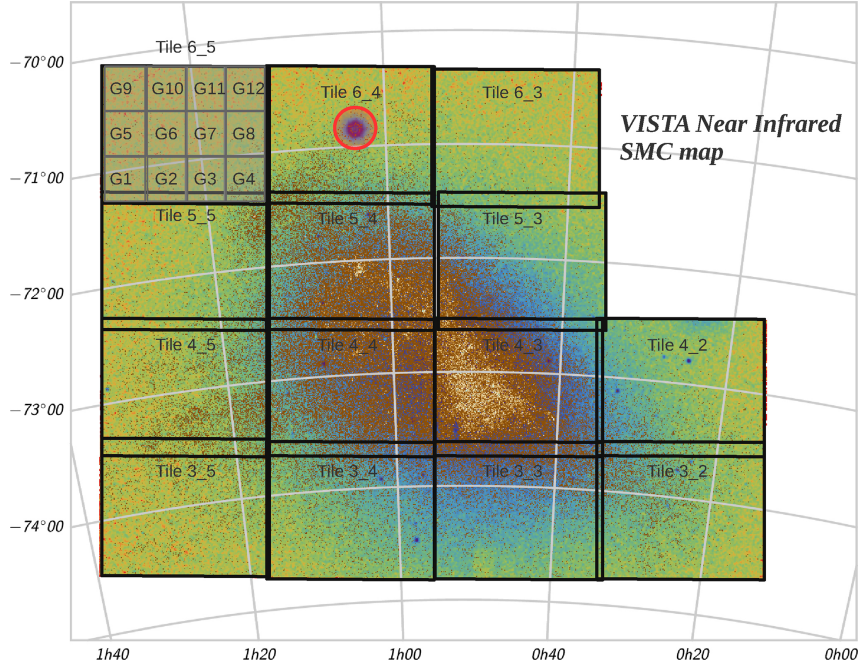 Tile 6_5
−70°00
G9 G10 G11 G12
Tile 6_4
Tile 6_3
VISTA Near Infrared
SMC map
G5 G6 G7 G8
−71°00
G1 G2 G3 G4
Tile 5_5
Tile 5_4
Tile 5_3
−72°00
Tile 4_5
Tile 4_4
Tile 4_3
Tile 4_2
−73°00
Tile 3_5
Tile 3_4
Tile 3_3
Tile 3_2
−74°00
1h40 1h20 1h00 0h40 0h20 0h00